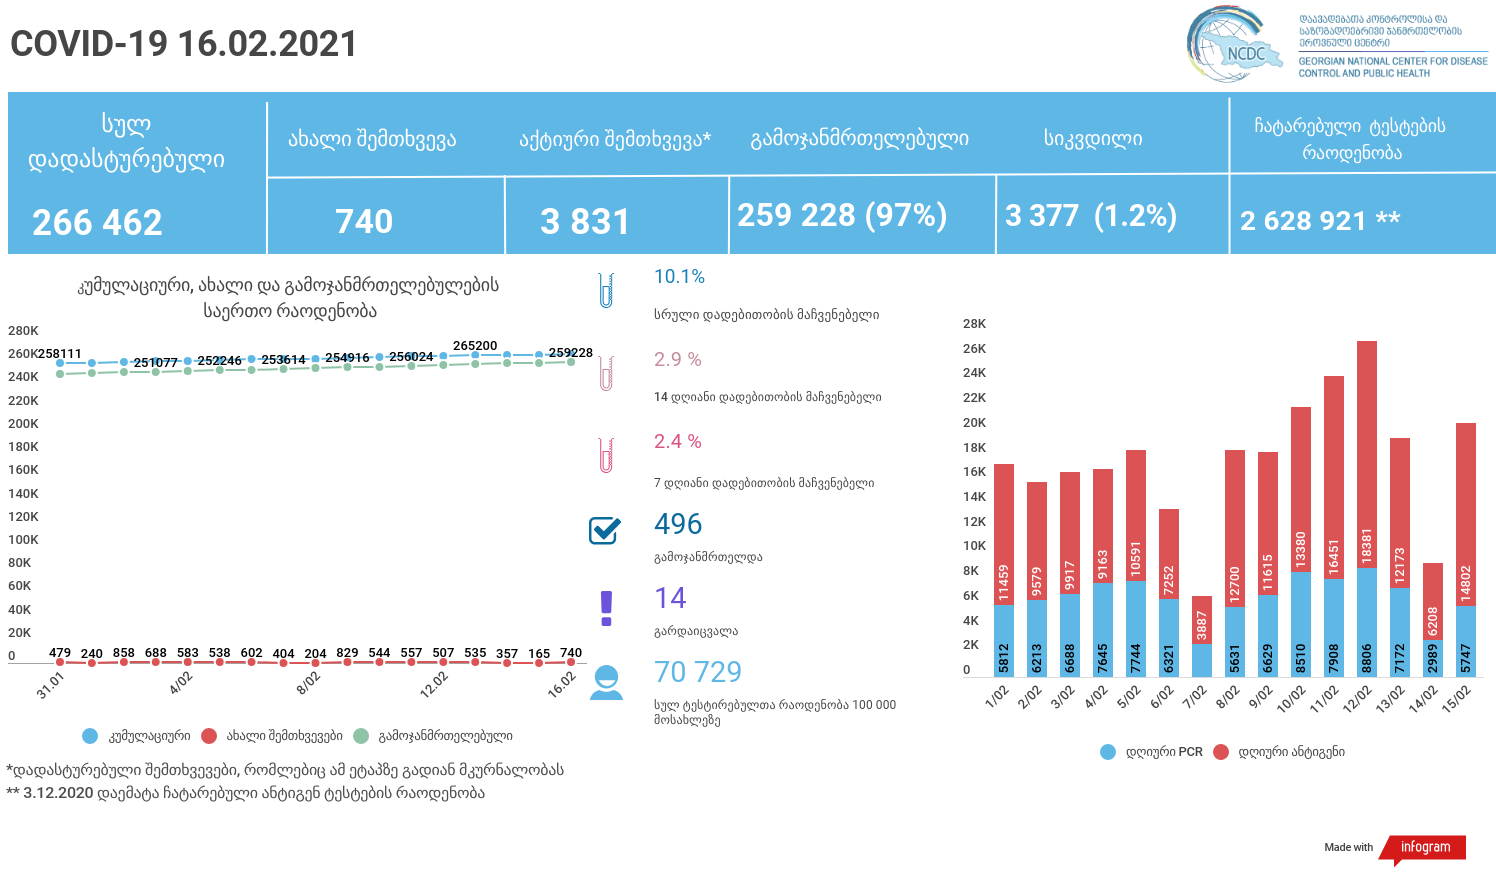 COVID-19 16.02.2021
NCDC
დაავადებათა კონტროლისა და
საზოგადოებრივი ჯანმრთელობის
ეროვნული ცენტრი
GEORGIAN NATIONAL CENTER FOR DISEASE
CONTROL AND PUBLIC HEALTH
სულ
დადასტურებული
266 462
ახალი შემთხვევა
740
აქტიური შემთხვევა*
3 831
გამოჯანმრთელებული
259 228 (97%)
სიკვდილი
3 377 (1.2%)
ჩატარებული ტესტების
რაოდენობა
2 628 921 **
კუმულაციური, ახალი და გამოჯანმრთელებულების
საერთო რაოდენობა
280K
260K
240K
220K
200K
180K
160K
140K
120K
100K
80K
60K
40K
20K
0
258111 251077 252246 253614 254916 256024 265200 259228
479 240 858 688 583 538 602 404 204 829 544 557 507 535 357 165 740
31.01 4/02 8/02 12.02 16.02
კუმულაციური ახალი შემთხვევები გამოჯანმრთელებული
*დადასტურებული შემთხვევები, რომლებიც ამ ეტაპზე გადიან მკურნალობას
** 3.12.2020 დაემატა ჩატარებული ანტიგენ ტესტების რაოდენობა
10.1%
სრული დადებითობის მაჩვენებელი
2.9 %
14 დღიანი დადებითობის მაჩვენებელი
2.4 %
7 დღიანი დადებითობის მაჩვენებელი
496
გამოჯანმრთელდა
14
გარდაიცვალა
70 729
სულ ტესტირებულთა რაოდენობა 100 000
მოსახლეზე
28K
26K
24K
22K
20K
18K
16K
14K
12K
10K
8K
6K
4K
2K
0
11459 9579 9917 9163 10591 7252 3887 12700 11615 13380 16451 18381 12173 6208 14802
5812 6213 6688 7645 7744 6321 5631 6629 8510 7908 8806 7172 2989 5747
1/02 2/02 3/02 4/02 5/02 6/02 7/02 8/02 9/02 10/02 11/02 12/02 13/02 14/02 15/02
დღიური PCR დღიური ანტიგენი
Made with infogram